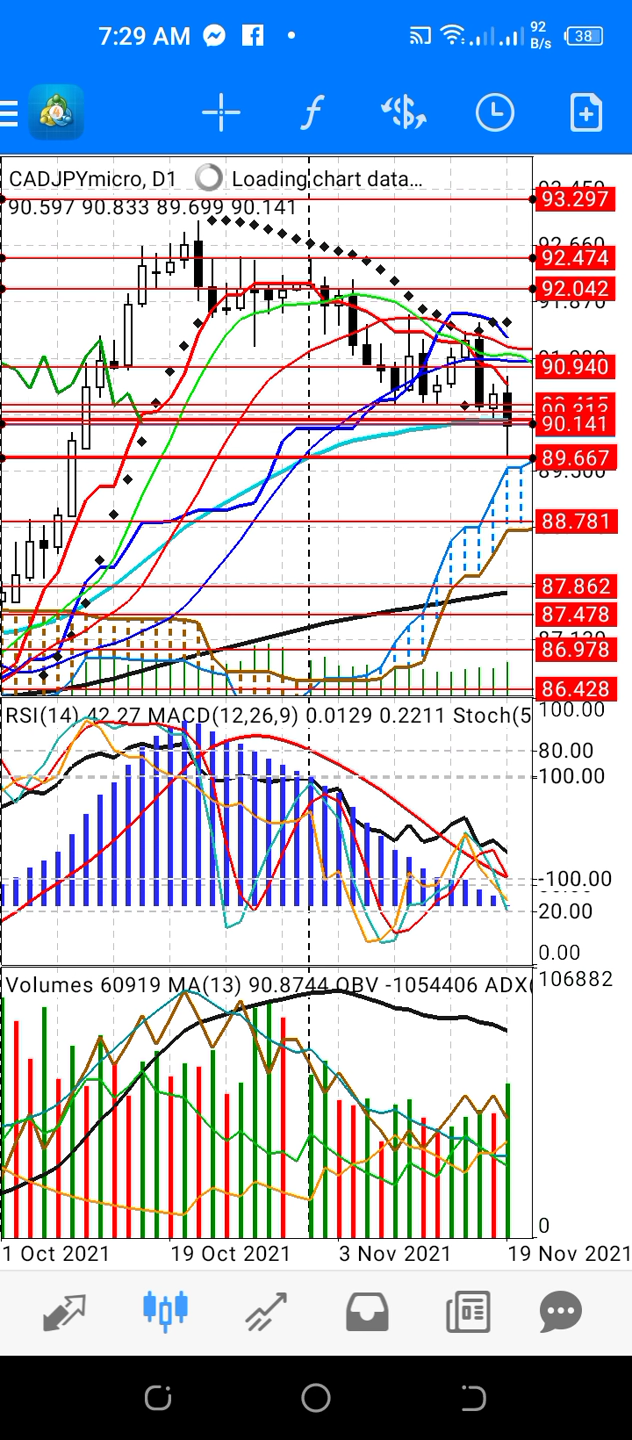 7:29 AM
92
B/s
38
f
CADJPYmicro, D1 Loading chart data...
90.597 90.833 89.699 90.141
93.297
92.660
92.474
92.042
90.940
90.141
89.667
88.781
87.862
87.478
87.120
86.978
86.428
RSI(14) 42.27 MACD(12,26,9) 0.0129 0.2211 Stoch(5
100.00
80.00
100.00
-100.00
20.00
0.00
Volumes 60919 MA(13) 90.8744 OBV -1054406 ADX(
106882
0
1 Oct 2021 19 Oct 2021 3 Nov 2021 19 Nov 2021